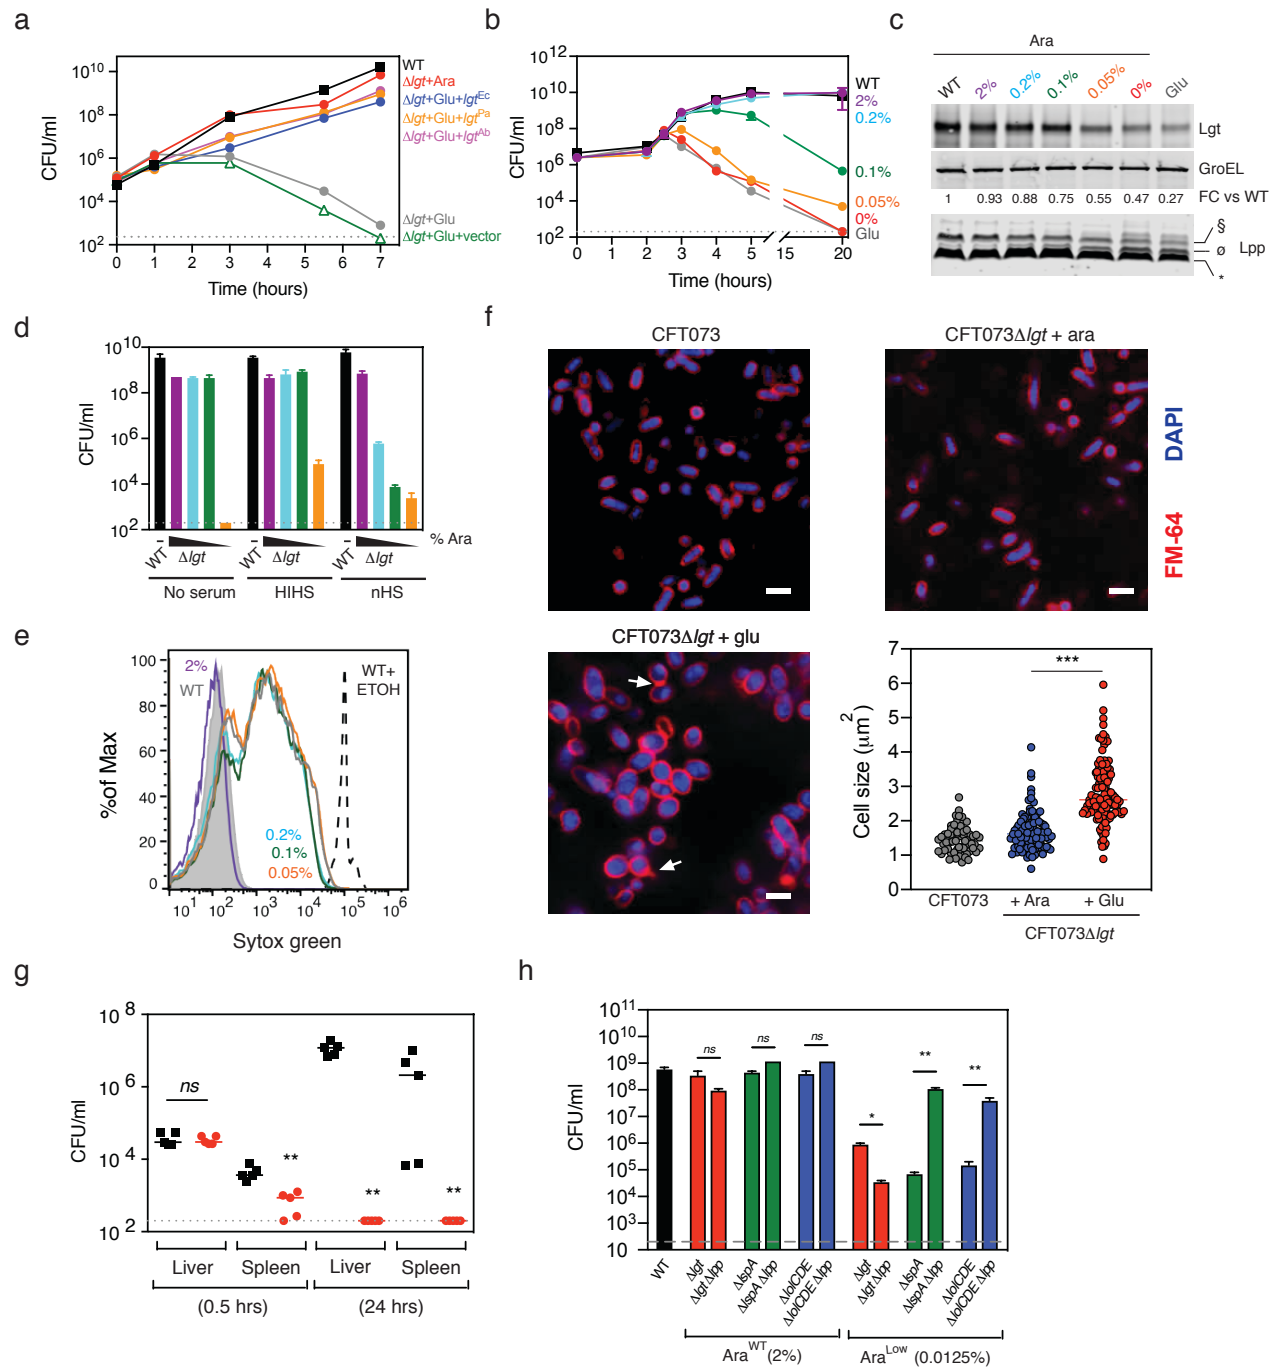 a
CFU/ml
10^10
10^8
10^6
10^4
10^2
0 1 2 3 4 5 6 7
Time (hours)
WT
Δlgt+Ara
Δlgt+Glu+lgt^Ec
Δlgt+Glu+lgt^Pa
Δlgt+Glu+lgt^Ab
Δlgt+Glu
Δlgt+Glu+vector
b
CFU/ml
10^12
10^10
10^8
10^6
10^4
10^2
0 1 2 3 4 5 15 20
Time (hours)
WT
2%
0.2%
0.1%
0.05%
0%
Glu
c
Ara
WT 2% 0.2% 0.1% 0.05% 0% Glu
Lgt
GroEL
1 0.93 0.88 0.75 0.55 0.47 0.27 FC vs WT
§
ø Lpp
*
d
CFU/ml
10^10
10^8
10^6
10^4
10^2
- - - % Ara
WT Δlgt WT Δlgt WT Δlgt
No serum HIHS nHS
e
%of Max
100
80
60
40
20
0
2%
WT
WT+
ETOH
0.2%
0.1%
0.05%
10^1 10^2 10^3 10^4 10^5 10^6
Sytox green
f
CFT073
CFT073Δlgt + ara
FM-64 DAPI
CFT073Δlgt + glu
Cell size (μm^2)
7
6
5
4
3
2
1
0
***
CFT073 + Ara + Glu
CFT073Δlgt
g
CFU/ml
10^8
10^6
10^4
10^2
ns
**
**
**
Liver Spleen Liver Spleen
(0.5 hrs) (24 hrs)
h
CFU/ml
10^11
10^10
10^9
10^8
10^7
10^6
10^5
10^4
10^3
10
ns ns ns * ** **
WT
Δlgt
ΔlgtΔlpp
ΔlspA
ΔlspAΔlpp
ΔlolCDE
ΔlolCDEΔlpp
Δlgt
ΔlgtΔlpp
ΔlspA
ΔlspAΔlpp
ΔlolCDE
ΔlolCDEΔlpp
Ara^WT (2%) Ara^Low (0.0125%)